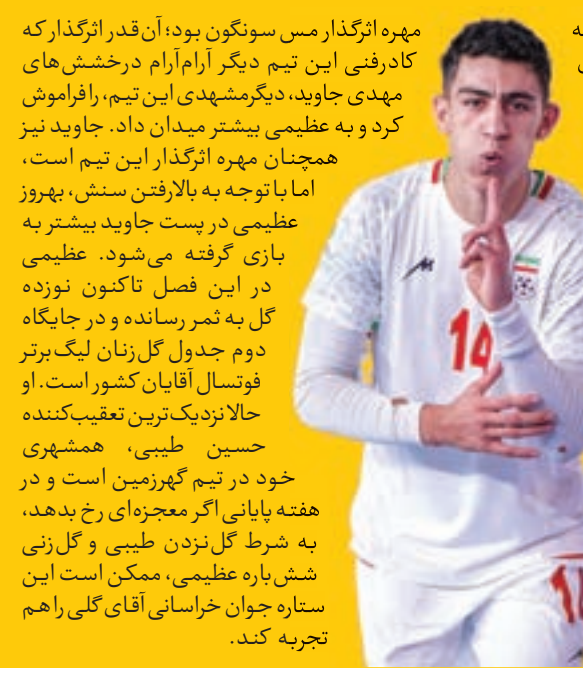 مهره اثرگذار مس سونگون بود؛ آن‌قدر اثرگذار که
کادرفنی این تیم دیگر آرام‌آرام درخشش‌های
مهدی جاوید، دیگرمشهدی این تیم، را فراموش
کرد و به عظیمی بیشتر میدان داد. جاوید نیز
همچنان مهره اثرگذار این تیم است،
اما با توجه به بالارفتن سنش، بهروز
عظیمی در پست جاوید بیشتر به
بازی گرفته می‌شود. عظیمی
در این فصل تاکنون نوزده
گل به ثمر رسانده و در جایگاه
دوم جدول گل‌زنان لیگ‌برتر
فوتسال آقایان کشور است. او
حالا نزدیک‌ترین تعقیب‌کننده
حسین طیبی، همشهری
خود در تیم گهرزمین است و در
هفته پایانی اگر معجزه‌ای رخ بدهد،
به شرط گل‌نزدن طیبی و گل‌زنی
شش‌باره عظیمی، ممکن است این
ستاره جوان خراسانی آقای گلی را هم
تجربه کند.
14
14